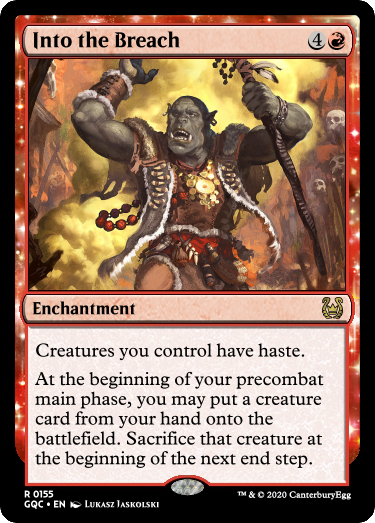 Into the Breach 4
Enchantment
Creatures you control have haste.
At the beginning of your precombat
main phase, you may put a creature
card from your hand onto the
battlefield. Sacrifice that creature at
the beginning of the next end step.
R 0155
GQC • EN Lukasz Jaskolski
™ & © 2020 CanterburyEgg